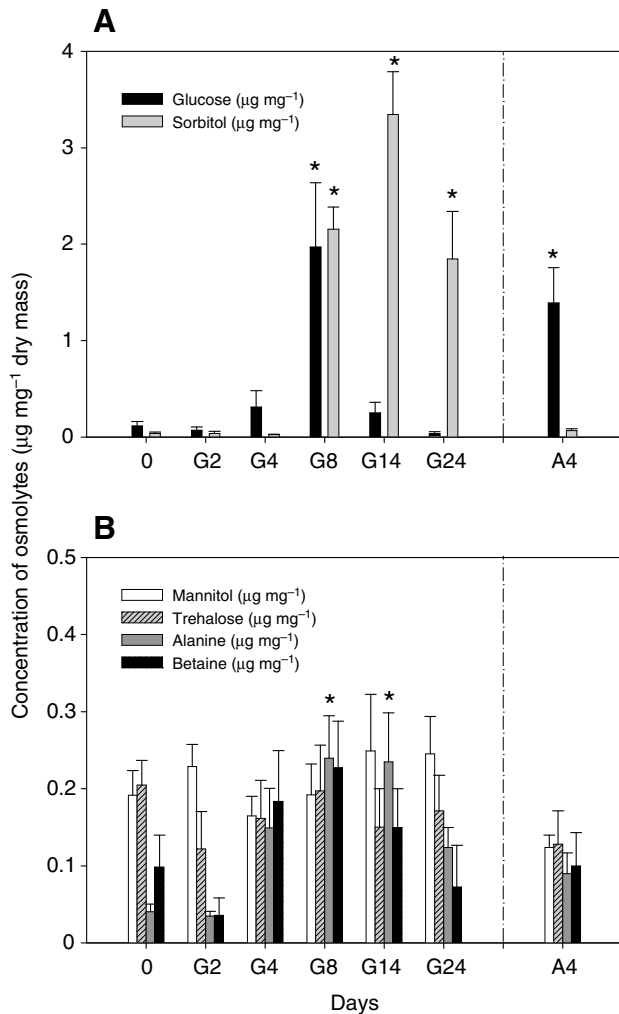 A
4
3
2
1
0
Glucose (µg mg⁻¹)
Sorbitol (µg mg⁻¹)
*
*
*
*
*
0 G2 G4 G8 G14 G24 A4
Concentration of osmolytes (µg mg⁻¹ dry mass)
B
0.5
0.4
0.3
0.2
0.1
0
Mannitol (µg mg⁻¹)
Trehalose (µg mg⁻¹)
Alanine (µg mg⁻¹)
Betaine (µg mg⁻¹)
* *
0 G2 G4 G8 G14 G24 A4
Days